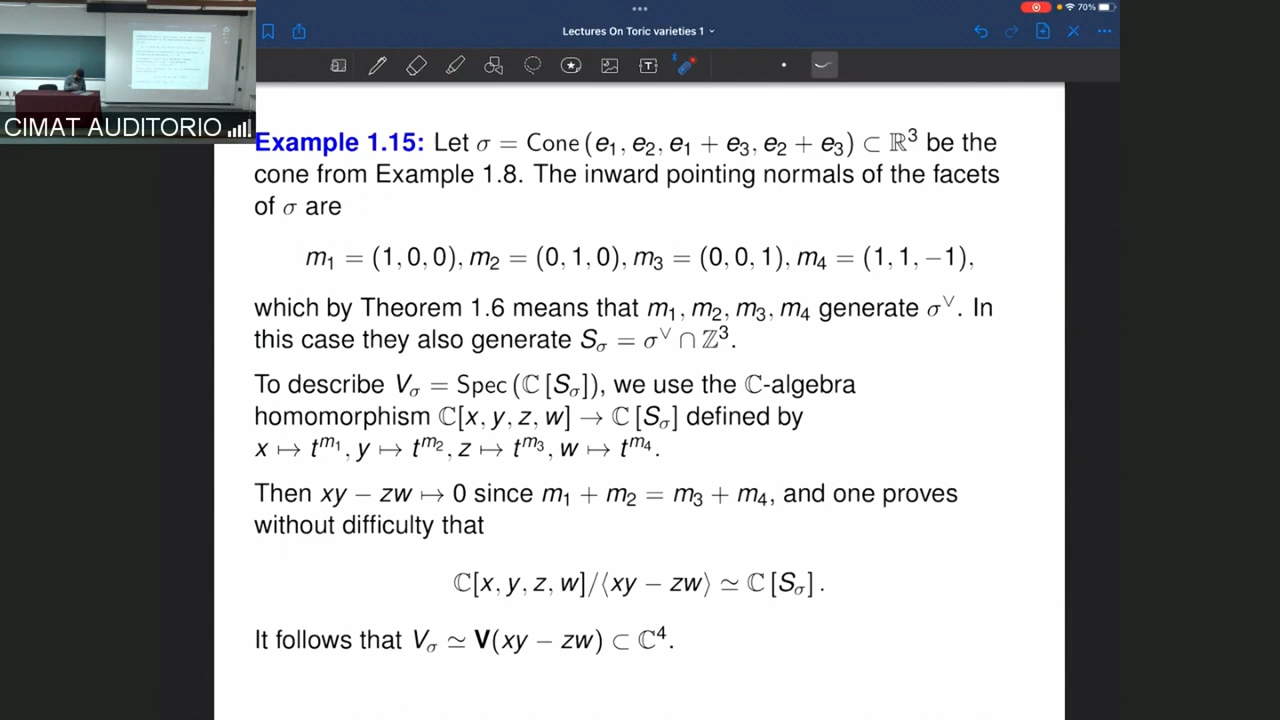 Lectures On Toric varieties 1
70%
CIMAT AUDITORIO
Example 1.15: Let σ = Cone (e₁, e₂, e₁ + e₃, e₂ + e₃) ⊂ ℝ³ be the
cone from Example 1.8. The inward pointing normals of the facets
of σ are
m₁ = (1, 0, 0), m₂ = (0, 1, 0), m₃ = (0, 0, 1), m₄ = (1, 1, −1),
which by Theorem 1.6 means that m₁, m₂, m₃, m₄ generate σ^∨. In
this case they also generate S_σ = σ^∨ ∩ ℤ³.
To describe V_σ = Spec (ℂ [S_σ]), we use the ℂ-algebra
homomorphism ℂ[x, y, z, w] → ℂ [S_σ] defined by
x ↦ t^{m₁}, y ↦ t^{m₂}, z ↦ t^{m₃}, w ↦ t^{m₄}.
Then xy − zw ↦ 0 since m₁ + m₂ = m₃ + m₄, and one proves
without difficulty that
ℂ[x, y, z, w]/⟨xy − zw⟩ ≃ ℂ [S_σ] .
It follows that V_σ ≃ V(xy − zw) ⊂ ℂ⁴.